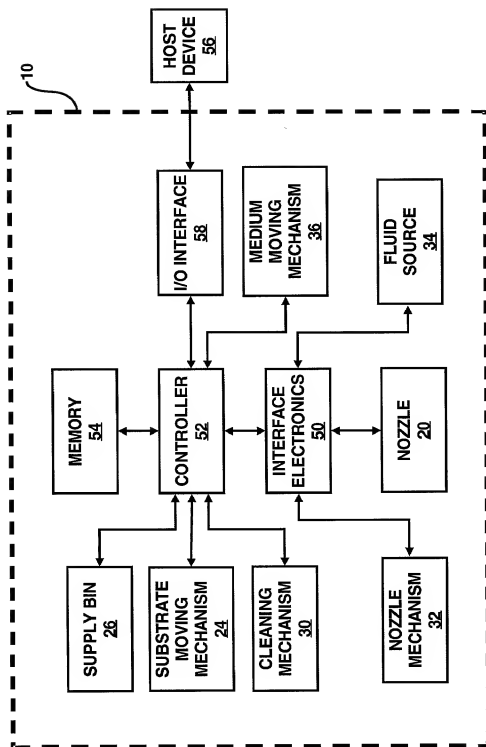 10
HOST
DEVICE
56
I/O INTERFACE
58
MEDIUM
MOVING
MECHANISM
36
FLUID
SOURCE
34
MEMORY
54
CONTROLLER
52
INTERFACE
ELECTRONICS
50
NOZZLE
20
SUPPLY BIN
26
SUBSTRATE
MOVING
MECHANISM
24
CLEANING
MECHANISM
30
NOZZLE
MECHANISM
32